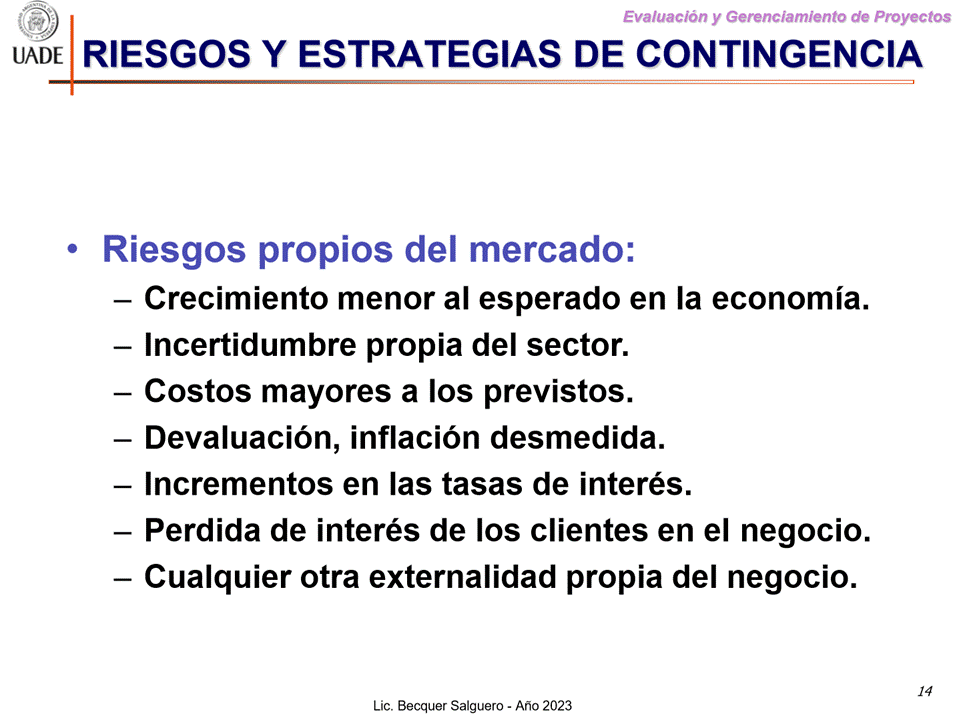 Evaluación y Gerenciamiento de Proyectos
UADE
RIESGOS Y ESTRATEGIAS DE CONTINGENCIA
• Riesgos propios del mercado:
– Crecimiento menor al esperado en la economía.
– Incertidumbre propia del sector.
– Costos mayores a los previstos.
– Devaluación, inflación desmedida.
– Incrementos en las tasas de interés.
– Perdida de interés de los clientes en el negocio.
– Cualquier otra externalidad propia del negocio.
14
Lic. Becquer Salguero - Año 2023